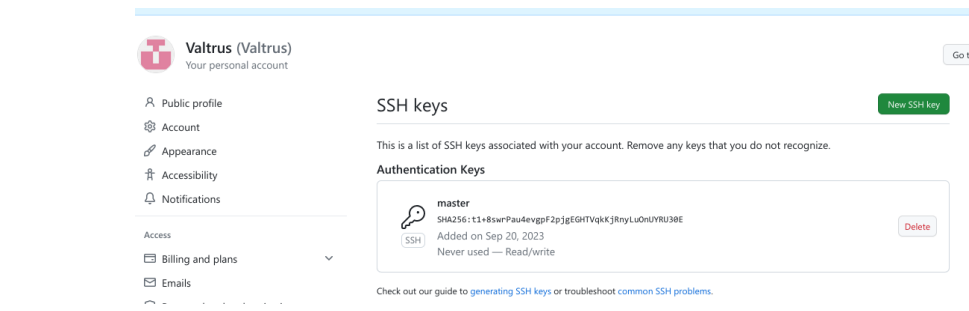 Valtrus (Valtrus)
Your personal account
Go t
Public profile
Account
Appearance
Accessibility
Notifications
Access
Billing and plans
Emails
SSH keys
New SSH key
This is a list of SSH keys associated with your account. Remove any keys that you do not recognize.
Authentication Keys
master
SHA256:t1+8swrPau4evgpF2pjgEGHTVqkKjRnyLuOnUYRU30E
SSH
Added on Sep 20, 2023
Never used — Read/write
Delete
Check out our guide to generating SSH keys or troubleshoot common SSH problems.